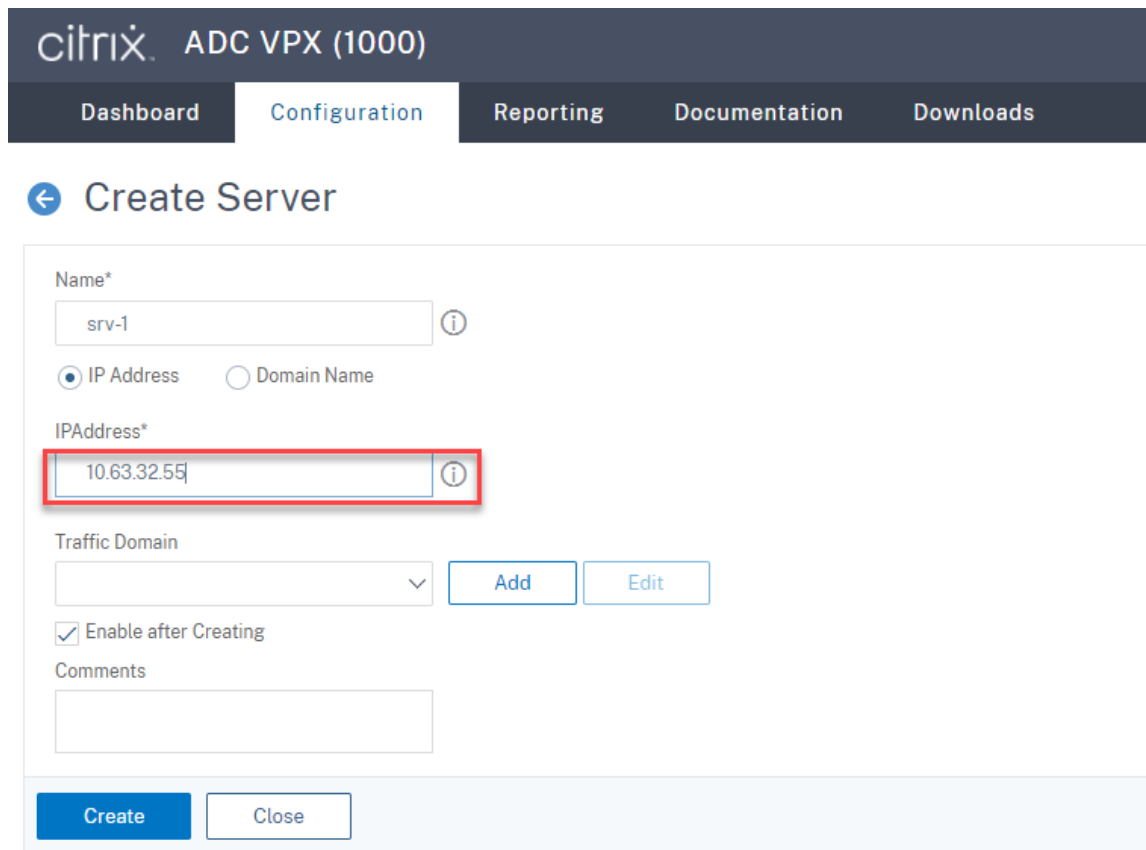 citrix. ADC VPX (1000)
Dashboard Configuration Reporting Documentation Downloads
Create Server
Name*
srv-1
IP Address Domain Name
IPAddress*
10.63.32.55
Traffic Domain
Add Edit
Enable after Creating
Comments
Create Close